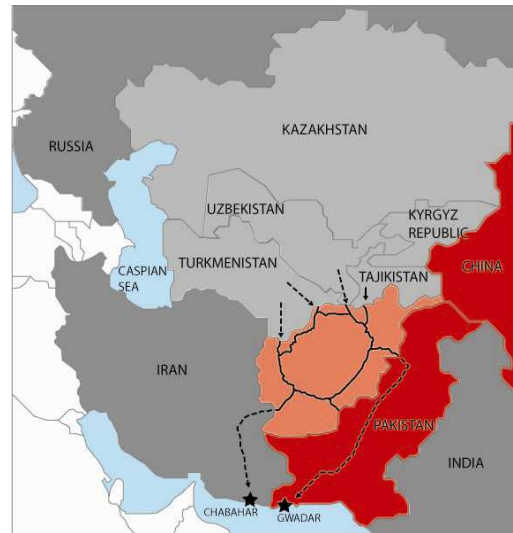 KAZAKHSTAN
RUSSIA
UZBEKISTAN
KYRGYZ
REPUBLIC
TURKMENISTAN
CASPIAN
SEA
TAJIKISTAN
CHINA
IRAN
PAKISTAN
INDIA
CHABAHAR
GWADAR